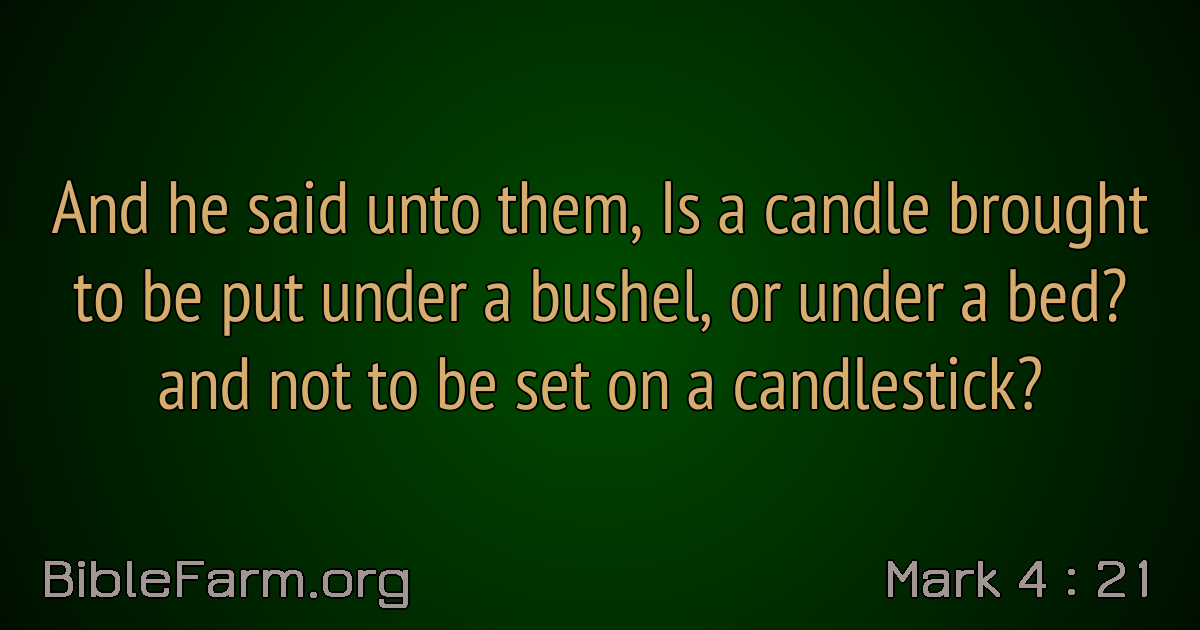 And he said unto them, Is a candle brought
to be put under a bushel, or under a bed?
and not to be set on a candlestick?
BibleFarm.org
Mark 4 : 21